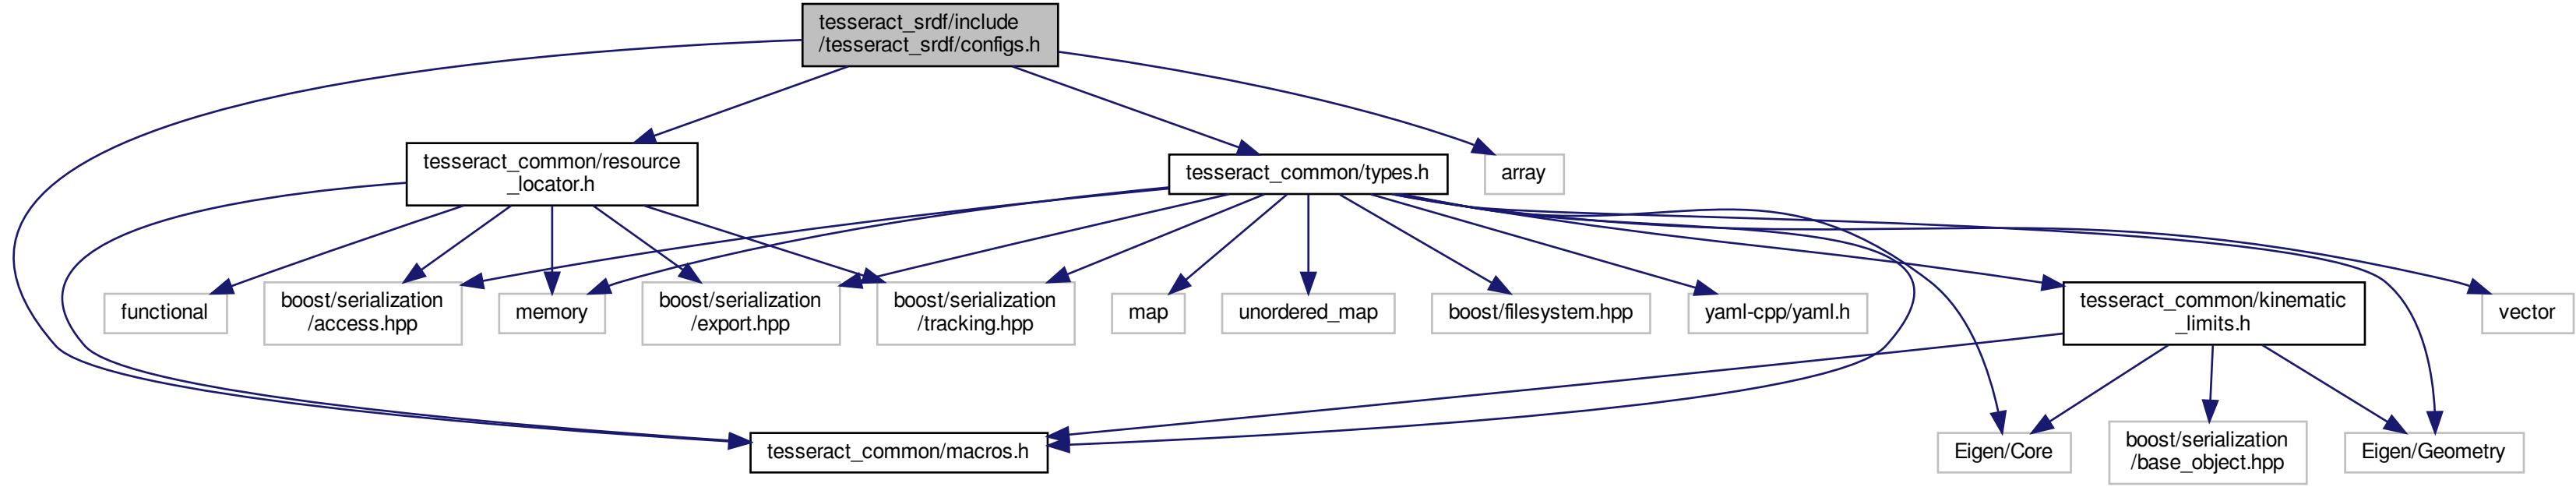 tesseract_srdf/include
/tesseract_srdf/configs.h
tesseract_common/resource
_locator.h
tesseract_common/types.h
array
functional
boost/serialization
/access.hpp
memory
boost/serialization
/export.hpp
boost/serialization
/tracking.hpp
map
unordered_map
boost/filesystem.hpp
yaml-cpp/yaml.h
tesseract_common/kinematic
_limits.h
vector
tesseract_common/macros.h
Eigen/Core
boost/serialization
/base_object.hpp
Eigen/Geometry